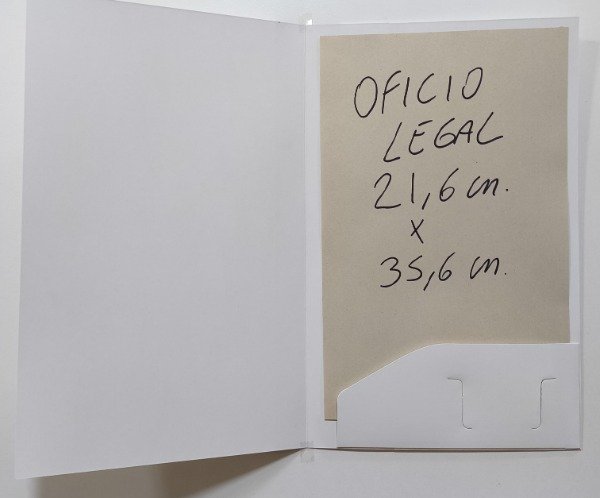 OFICIO
LEGAL
21,6 cm.
x
35,6 cm.